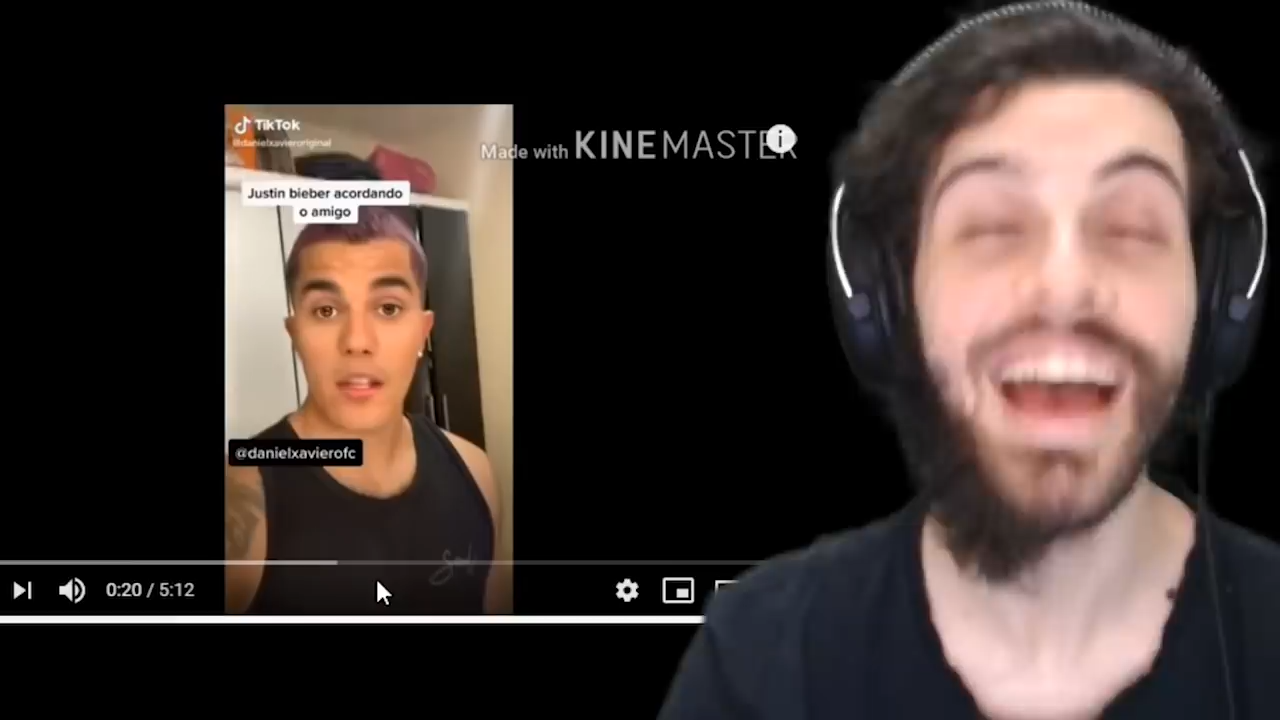 TikTok
@danielxavieroriginal
Made with KINEMASTER
i
Justin bieber acordando
o amigo
@danielxavierofc
0:20 / 5:12